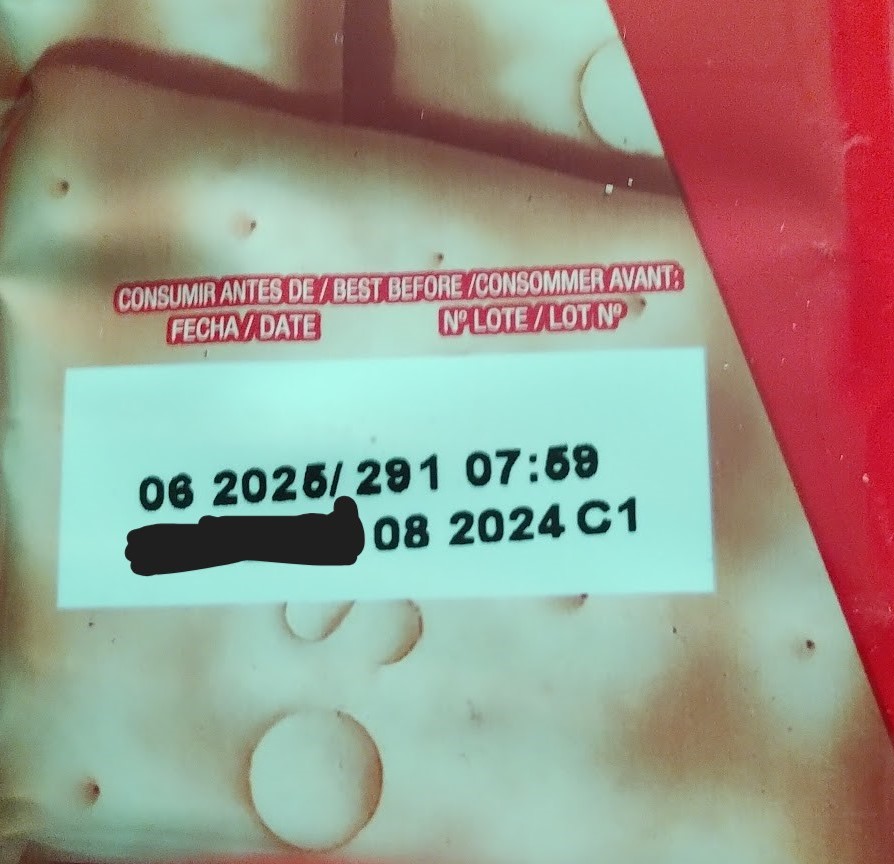 CONSUMIR ANTES DE / BEST BEFORE /CONSOMMER AVANT:
FECHA / DATE Nº LOTE / LOT Nº
06 2025/ 291 07:59
08 2024 C1